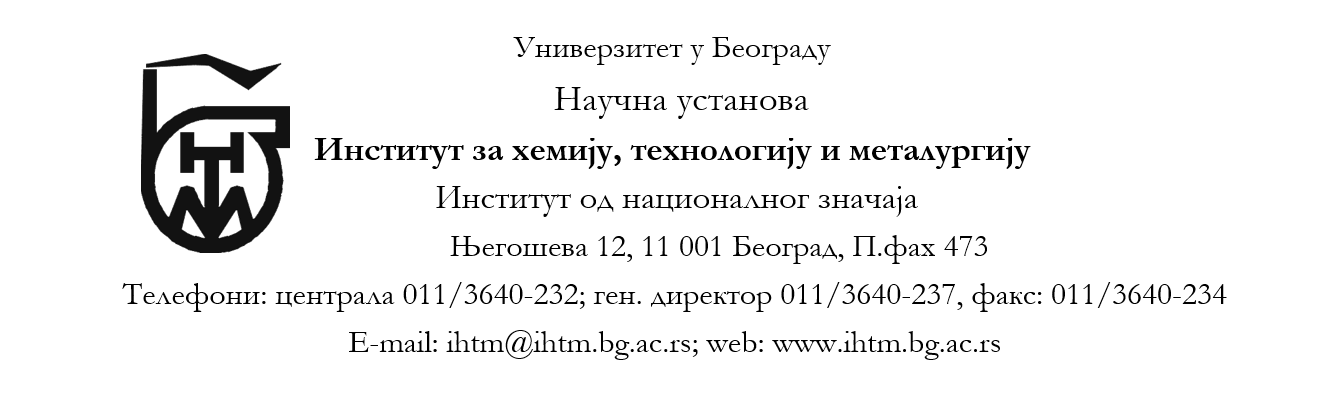 Универзитет у Београду
Научна установа
Институт за хемију, технологију и металургију
Институт од националног значаја
Његошева 12, 11 001 Београд, П.фах 473
Телефони: централа 011/3640-232; ген. директор 011/3640-237, факс: 011/3640-234
E-mail: ihtm@ihtm.bg.ac.rs; web: www.ihtm.bg.ac.rs